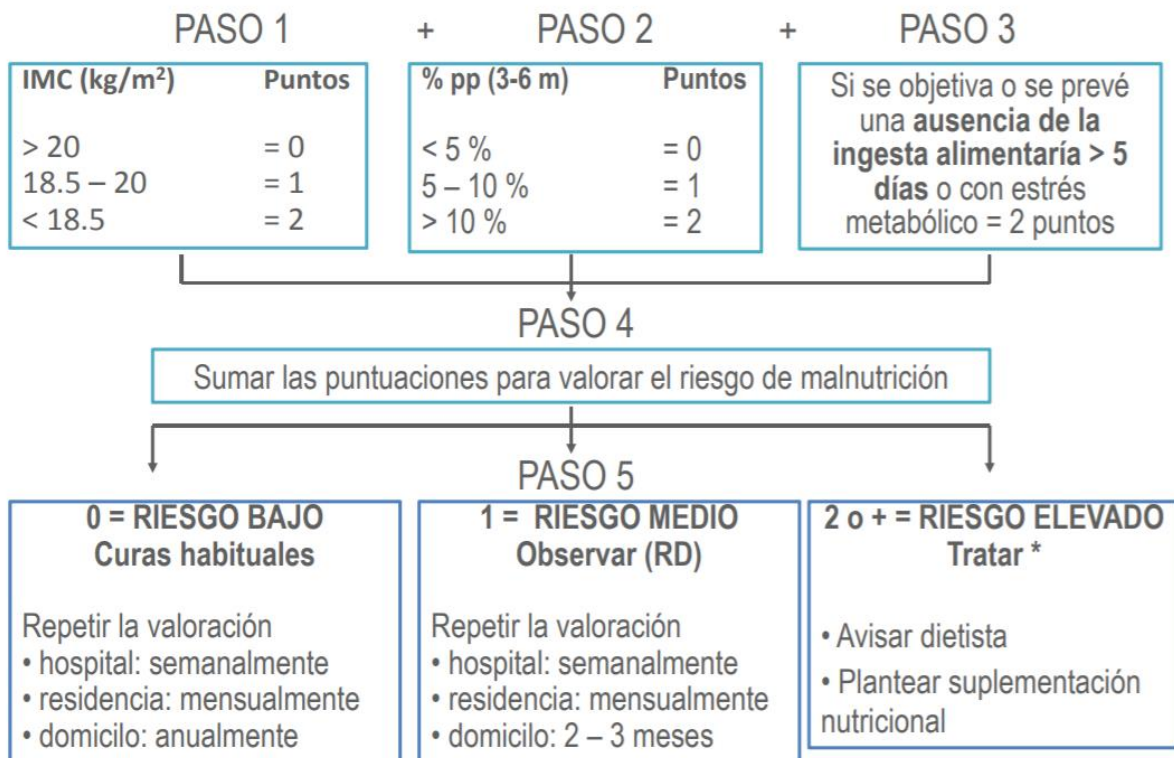 PASO 1 + PASO 2 + PASO 3
IMC (kg/m²) Puntos
> 20 = 0
18.5 – 20 = 1
< 18.5 = 2
% pp (3-6 m) Puntos
< 5 % = 0
5 – 10 % = 1
> 10 % = 2
Si se objetiva o se prevé
una ausencia de la
ingesta alimentaría > 5
días o con estrés
metabólico = 2 puntos
PASO 4
Sumar las puntuaciones para valorar el riesgo de malnutrición
PASO 5
0 = RIESGO BAJO
Curas habituales
Repetir la valoración
• hospital: semanalmente
• residencia: mensualmente
• domicilo: anualmente
1 = RIESGO MEDIO
Observar (RD)
Repetir la valoración
• hospital: semanalmente
• residencia: mensualmente
• domicilo: 2 – 3 meses
2 o + = RIESGO ELEVADO
Tratar *
• Avisar dietista
• Plantear suplementación
nutricional